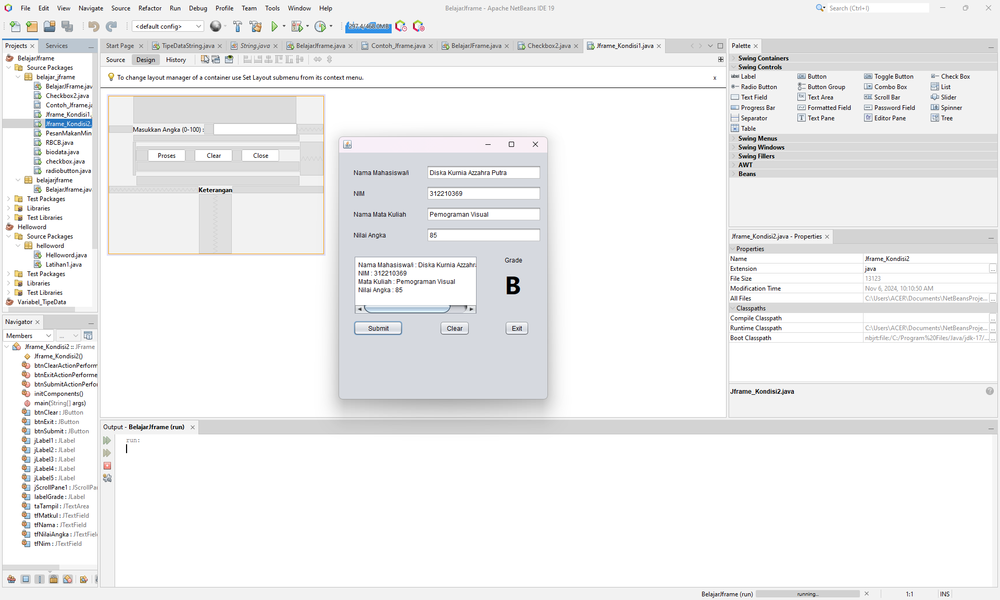 File Edit View Navigate Source Refactor Run Debug Profile Team Tools Window Help
BelajarJframe - Apache NetBeans IDE 19
Search (Ctrl+I)
<default config>
297.4/468.0MB
Projects
Services
BelajarJframe
Source Packages
belajar_jframe
BelajarJFrame.jav
Checkbox2.java
Contoh_Jframe.ja
Jframe_Kondisi1.
Jframe_Kondisi2.
PesanMakanMin
RBCB.java
biodata.java
checkbox.java
radiobutton.java
belajarjframe
BelajarJframe.jav
Test Packages
Libraries
Test Libraries
Helloword
Source Packages
helloword
Helloword.java
Latihan1.java
Test Packages
Libraries
Test Libraries
Variabel_TipeData
Navigator
Members
...
Jframe_Kondisi2 :: JFrame
Jframe_Kondisi2()
btnClearActionPerform
btnExitActionPerforme
btnSubmitActionPerfor
initComponents()
main(String[] args)
btnClear : JButton
btnExit : JButton
btnSubmit : JButton
jLabel1 : JLabel
jLabel2 : JLabel
jLabel3 : JLabel
jLabel4 : JLabel
jLabel5 : JLabel
jScrollPane1 : JScrollPa
labelGrade : JLabel
taTampil : JTextArea
tfMatkul : JTextField
tfNama : JTextField
tfNilaiAngka : JTextField
tfNim : JTextField
Start Page TipeDataString.java String.java BelajarJframe.java Contoh_Jframe.java BelajarJFrame.java Checkbox2.java Jframe_Kondisi1.java
Source Design History
To change layout manager of a container use Set Layout submenu from its context menu.
x
Masukkan Angka (0-100) :
Proses Clear Close
Keterangan
Nama Mahasiswa/i Diska Kurnia Azzahra Putra
NIM 312210369
Nama Mata Kuliah Pemograman Visual
Nilai Angka 85
Nama Mahasiswa/i : Diska Kurnia Azzahra
NIM : 312210369
Mata Kuliah : Pemograman Visual
Nilai Angka : 85
Grade
B
Submit Clear Exit
Output - BelajarJframe (run)
run:
Palette
Swing Containers
Swing Controls
Label Button Toggle Button Check Box
Radio Button Button Group Combo Box List
Text Field Text Area Scroll Bar Slider
Progress Bar Formatted Field Password Field Spinner
Separator Text Pane Editor Pane Tree
Table
Swing Menus
Swing Windows
Swing Fillers
AWT
Beans
Jframe_Kondisi2.java - Properties
Properties
Name Jframe_Kondisi2
Extension java ...
File Size 13123
Modification Time Nov 6, 2024, 10:10:50 AM
All Files C:\Users\ACER\Documents\NetBeansProje... ...
Classpaths
Compile Classpath ...
Runtime Classpath C:\Users\ACER\Documents\NetBeansProje... ...
Boot Classpath nbjrt:file:/C:/Program%20Files/Java/jdk-17/... ...
Jframe_Kondisi2.java
BelajarJframe (run) running... 1:1 INS